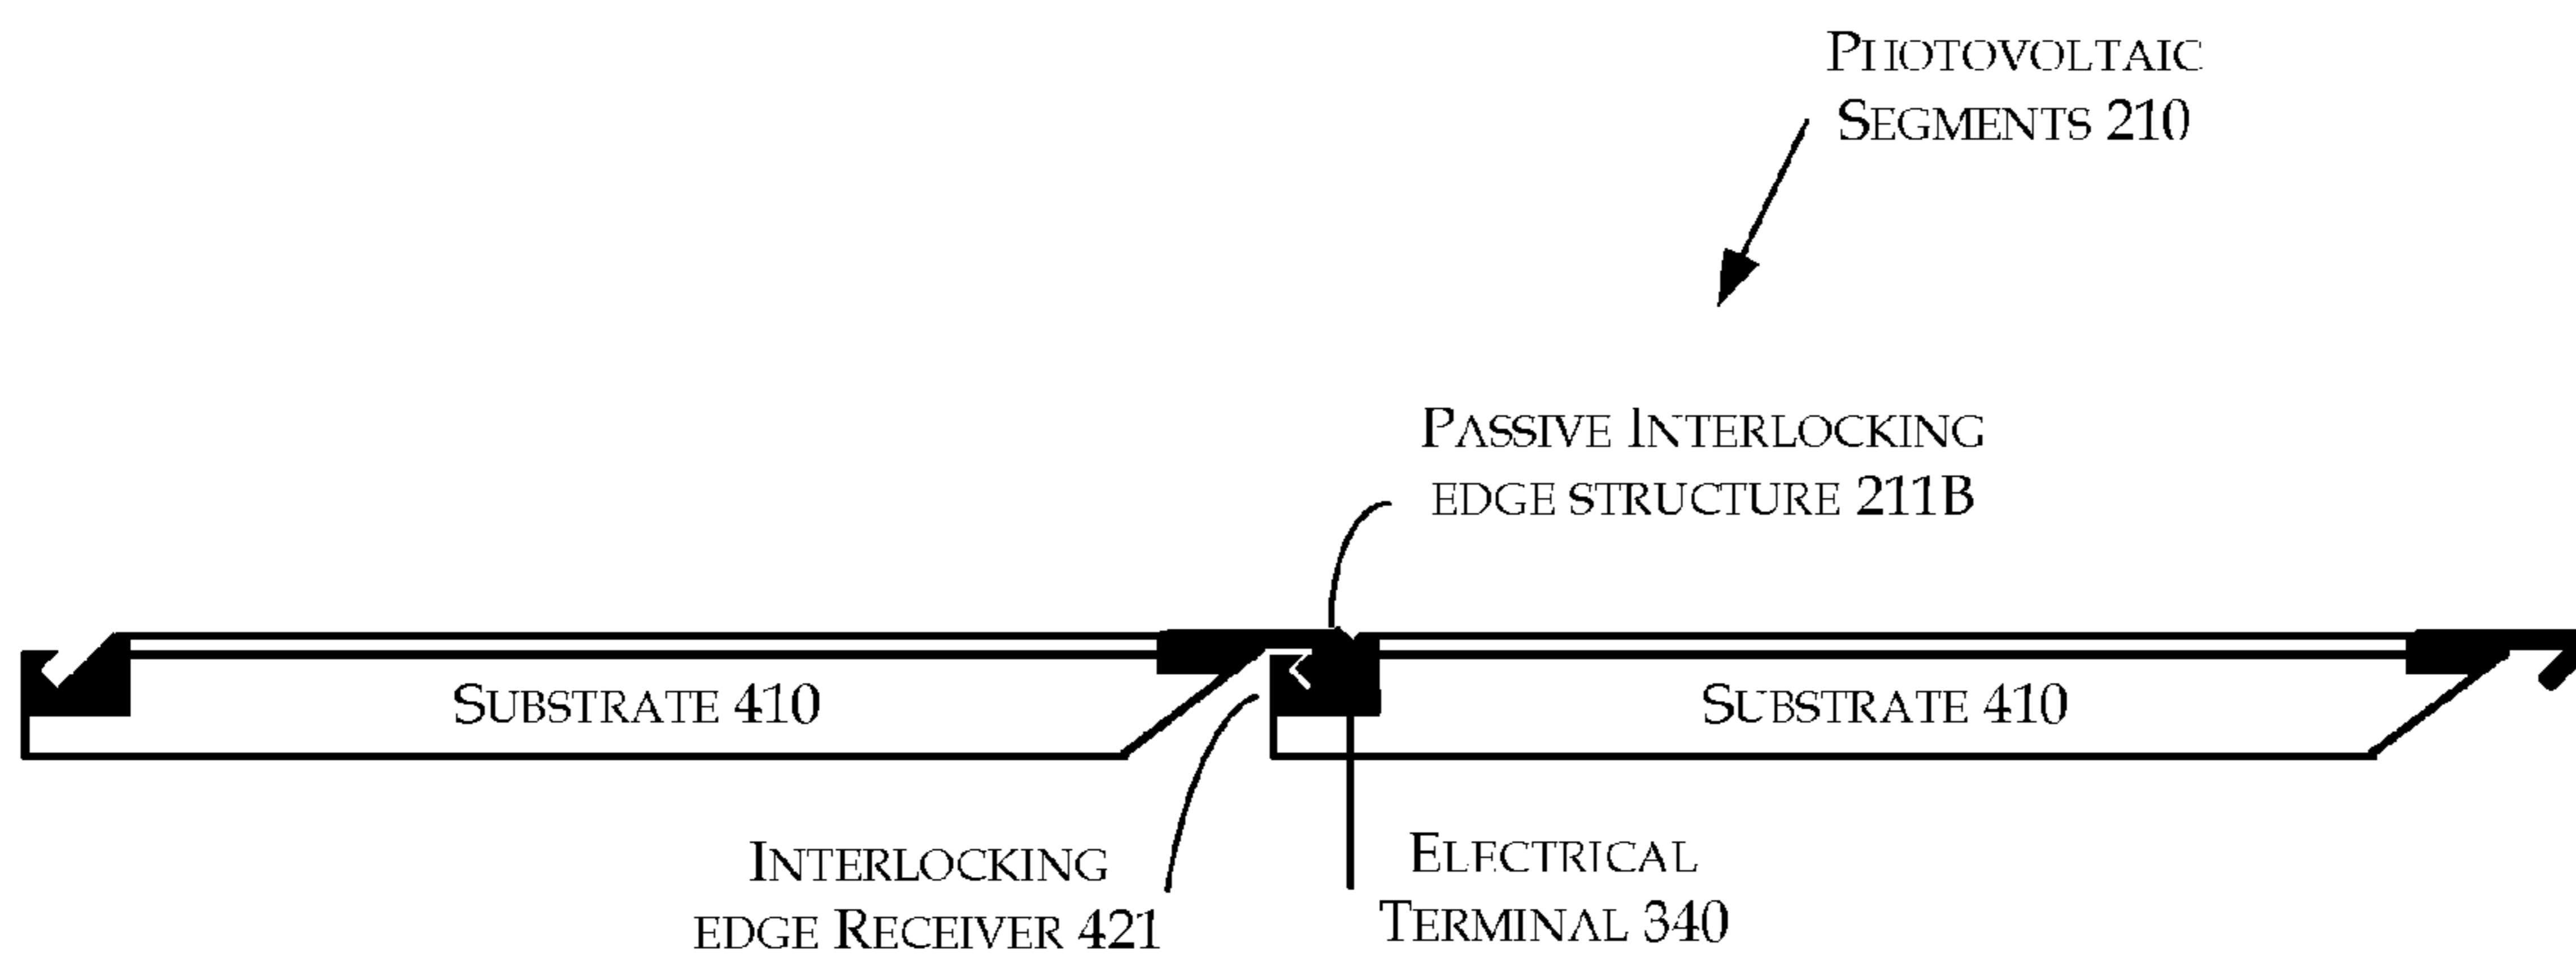 PHOTOVOLTAIC
SEGMENTS 210
PASSIVE INTERLOCKING
EDGE STRUCTURE 211B
SUBSTRATE 410
SUBSTRATE 410
INTERLOCKING
EDGE RECEIVER 421
ELECTRICAL
TERMINAL 340